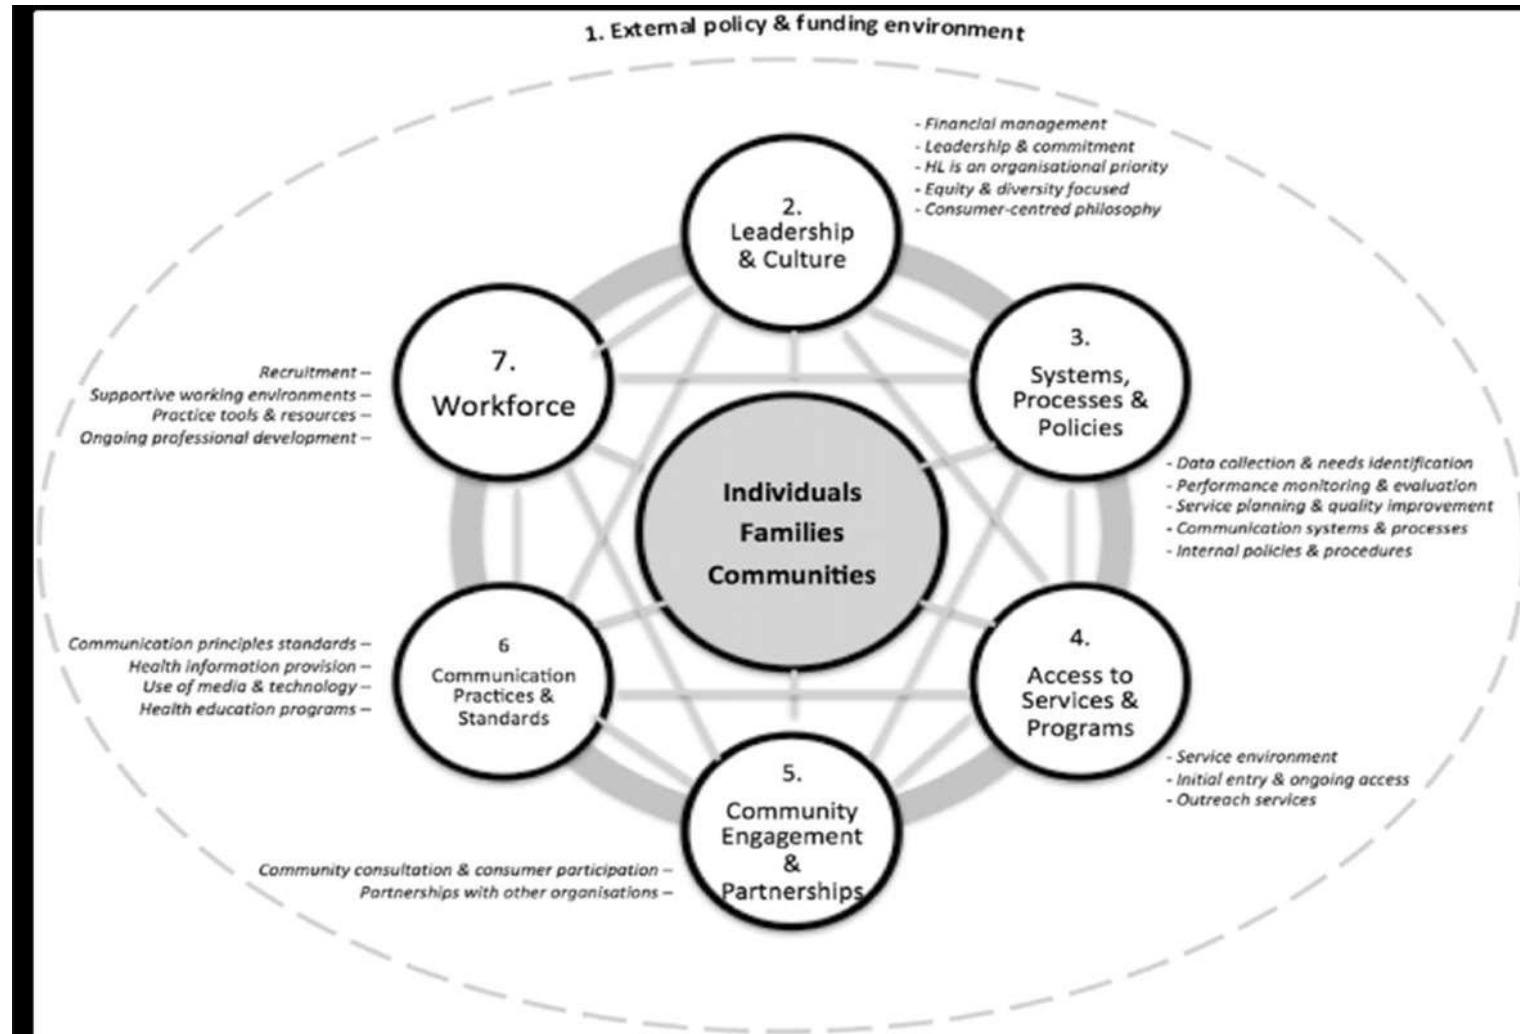 1. External policy & funding environment
- Financial management
- Leadership & commitment
- HL is an organisational priority
- Equity & diversity focused
- Consumer-centred philosophy
2.
Leadership
& Culture
3.
Systems,
Processes &
Policies
- Data collection & needs identification
- Performance monitoring & evaluation
- Service planning & quality improvement
- Communication systems & processes
- Internal policies & procedures
4.
Access to
Services &
Programs
- Service environment
- Initial entry & ongoing access
- Outreach services
5.
Community
Engagement
&
Partnerships
Community consultation & consumer participation –
Partnerships with other organisations –
6
Communication
Practices &
Standards
Communication principles standards –
Health information provision –
Use of media & technology –
Health education programs –
7.
Workforce
Recruitment –
Supportive working environments –
Practice tools & resources –
Ongoing professional development –
Individuals
Families
Communities